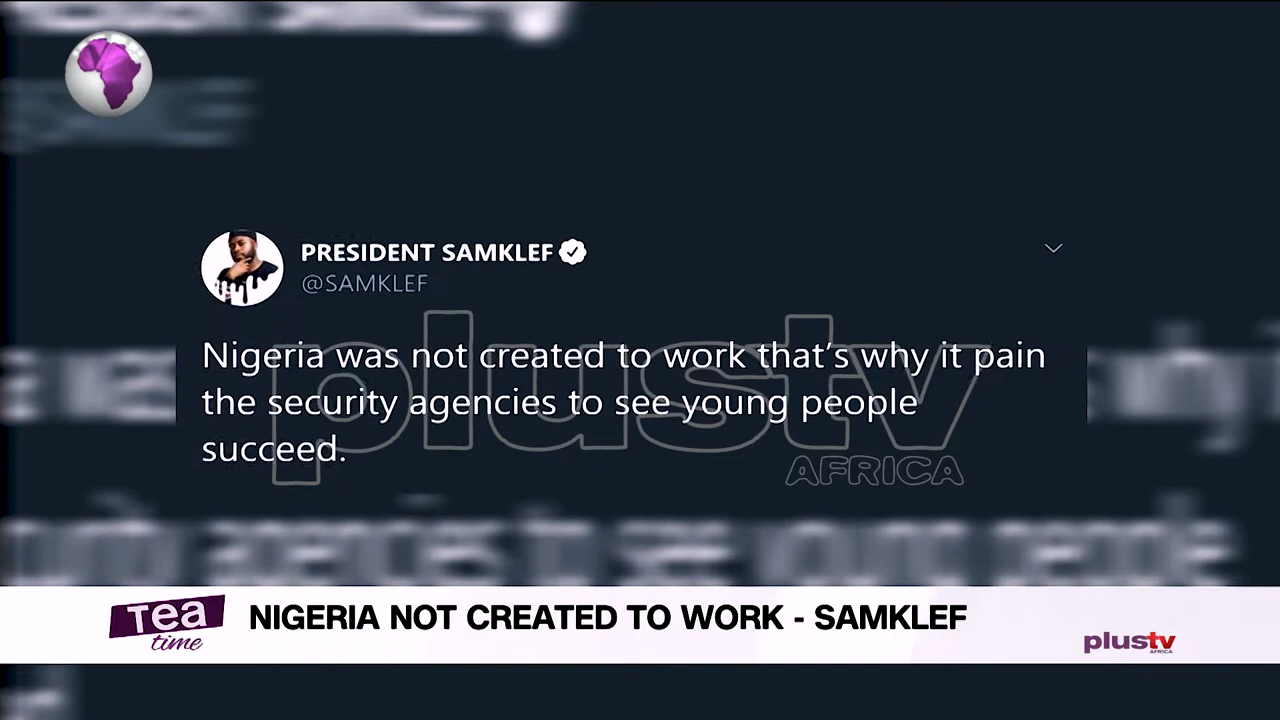 PRESIDENT SAMKLEF
@SAMKLEF
Nigeria was not created to work that’s why it pain
the security agencies to see young people
succeed.
plustv
AFRICA
Tea
time
NIGERIA NOT CREATED TO WORK - SAMKLEF
plustv
AFRICA